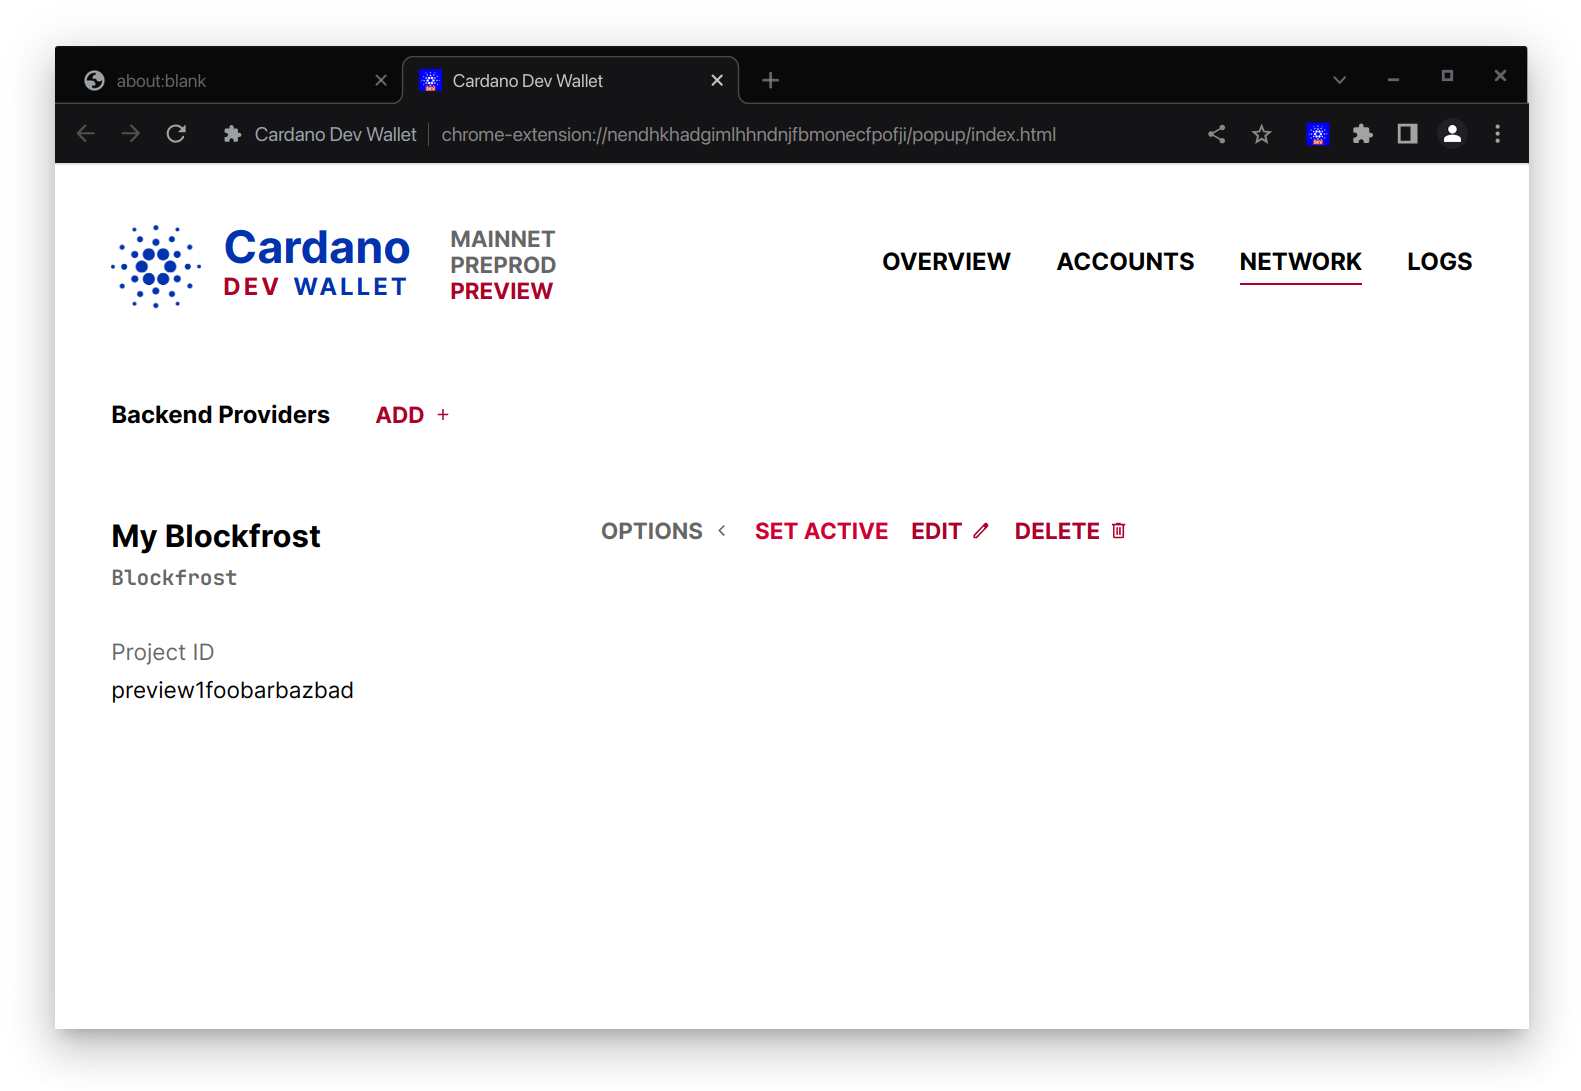 about:blank
Cardano Dev Wallet
Cardano Dev Wallet
chrome-extension://nendhkhadgimlhhndnjfbmonecfpofji/popup/index.html
DEV
Cardano
DEV WALLET
MAINNET
PREPROD
PREVIEW
OVERVIEW
ACCOUNTS
NETWORK
LOGS
Backend Providers
ADD +
My Blockfrost
OPTIONS <
SET ACTIVE
EDIT
DELETE
Blockfrost
Project ID
preview1foobarbazbad